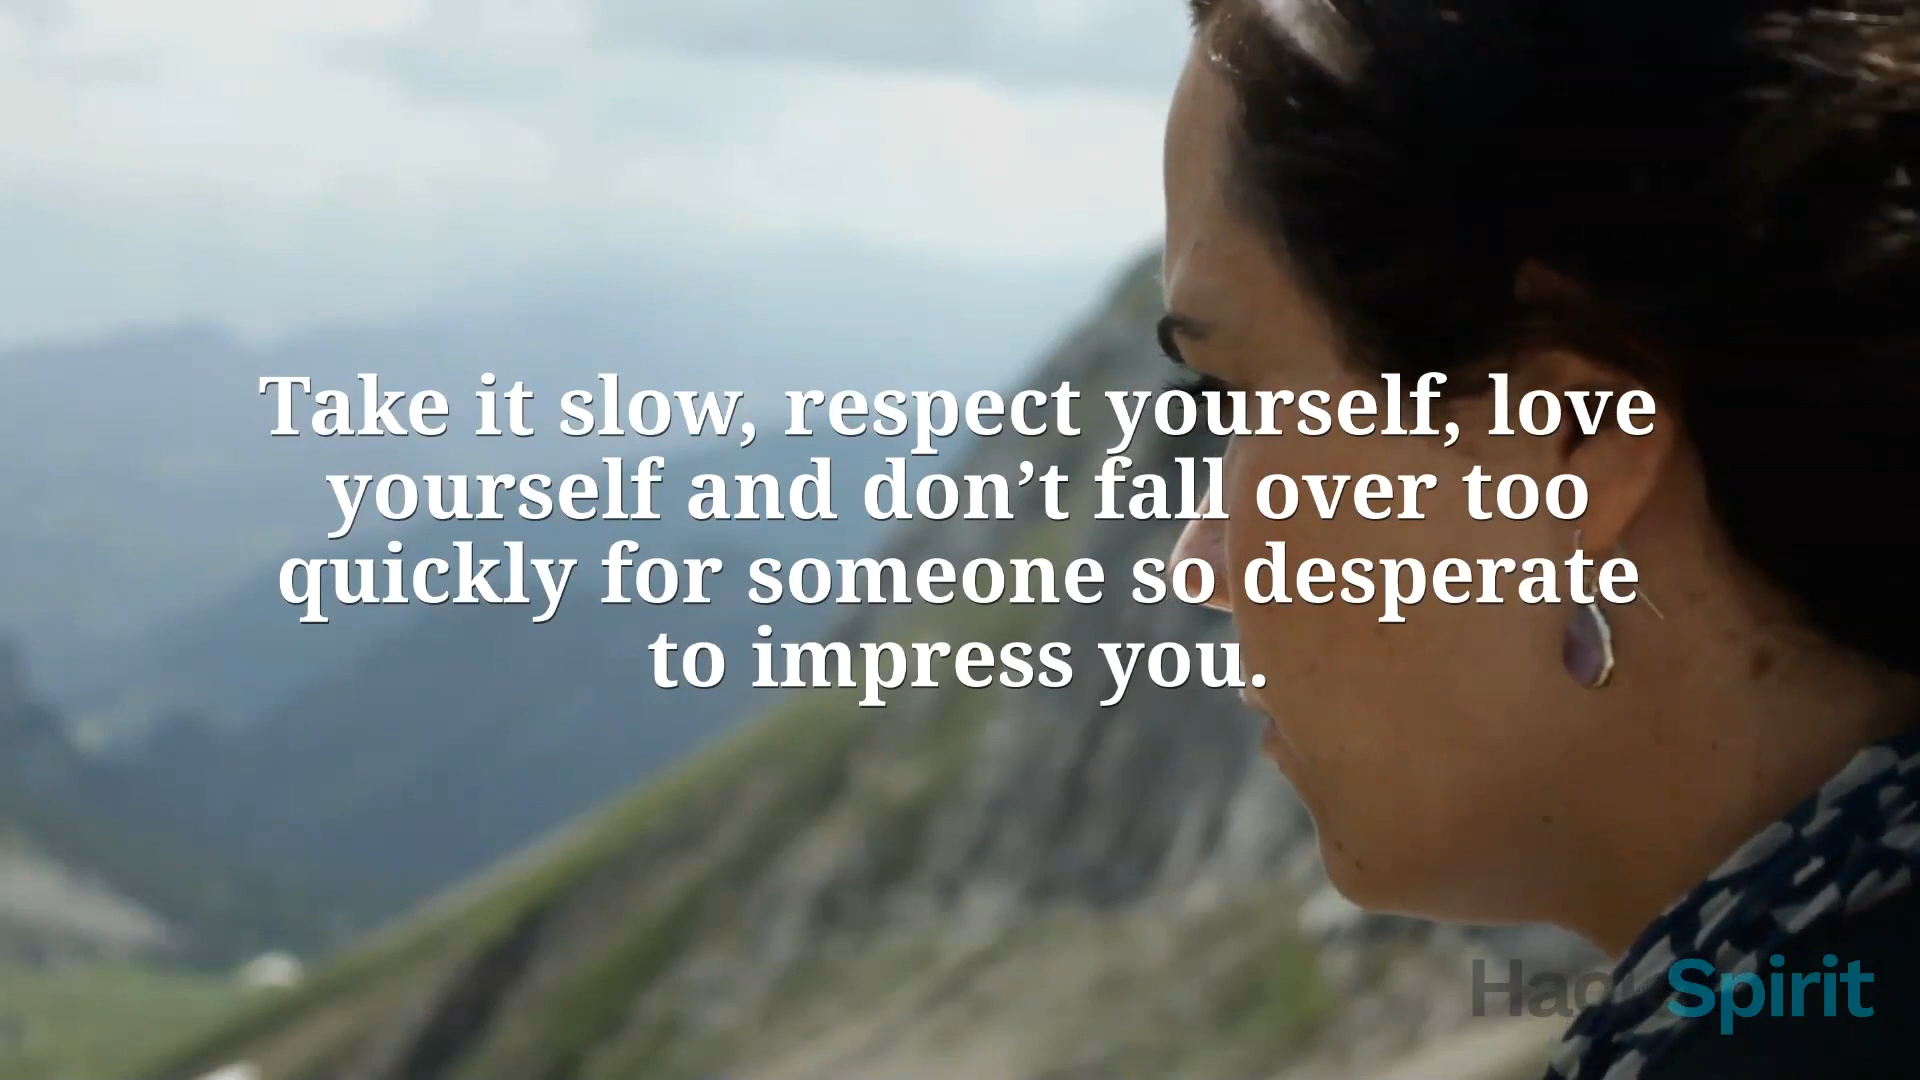 Take it slow, respect yourself, love
yourself and don’t fall over too
quickly for someone so desperate
to impress you.
Hack Spirit